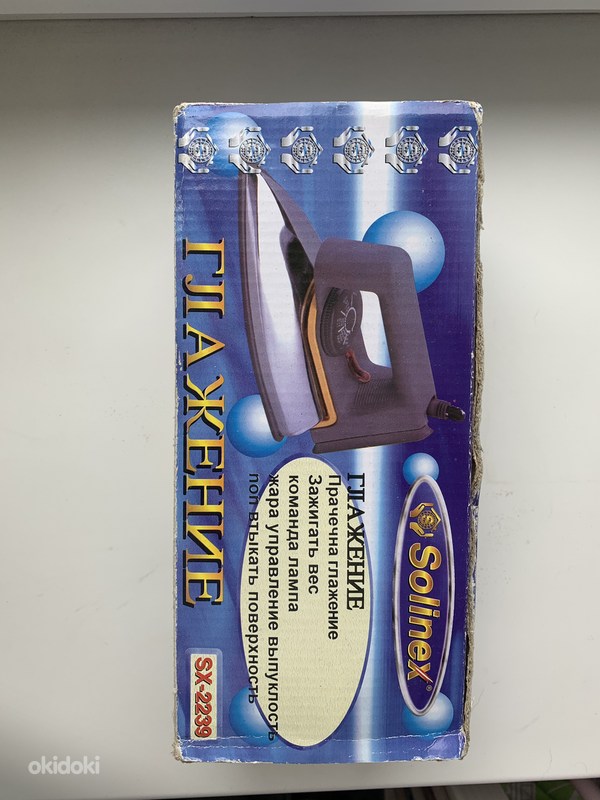 Solinex®
ГЛАЖЕНИЕ
Прачечна глажение
Зажигать вес
команда лампа
жара управление выпуклость
поп втыкать поверхность
ГЛАЖЕНИЕ
SX-2239
okidoki